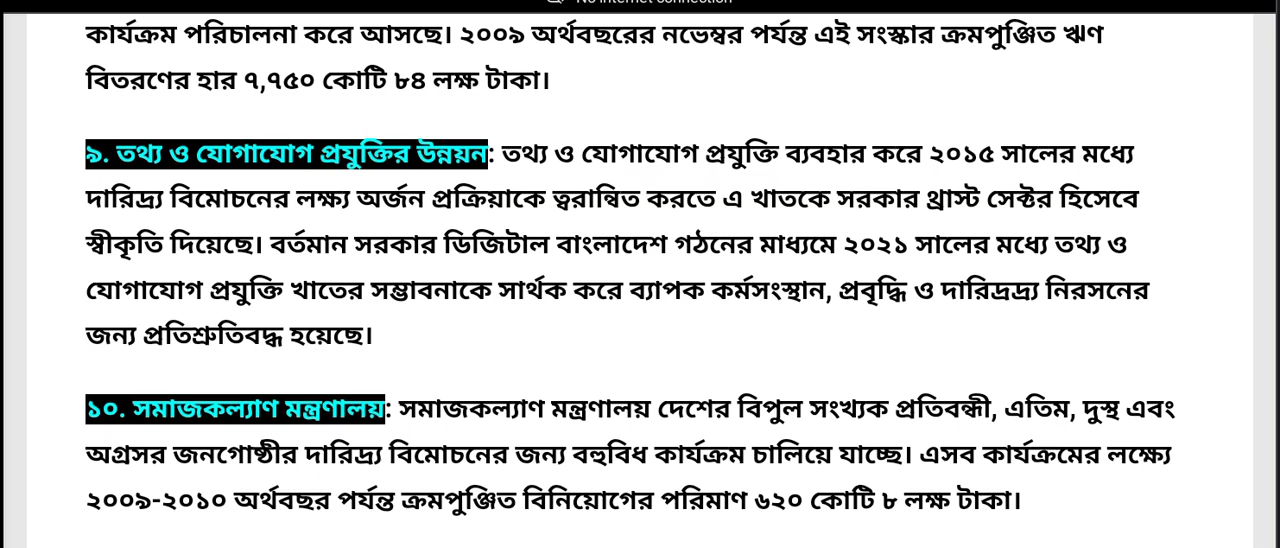 No internet connection
কার্যক্রম পরিচালনা করে আসছে। ২০০৯ অর্থবছরের নভেম্বর পর্যন্ত এই সংস্কার ক্রমপুঞ্জিত ঋণ
বিতরণের হার ৭,৭৫০ কোটি ৮৪ লক্ষ টাকা।
৯. তথ্য ও যোগাযোগ প্রযুক্তির উন্নয়ন: তথ্য ও যোগাযোগ প্রযুক্তি ব্যবহার করে ২০১৫ সালের মধ্যে
দারিদ্র্য বিমোচনের লক্ষ্য অর্জন প্রক্রিয়াকে ত্বরান্বিত করতে এ খাতকে সরকার থ্রাস্ট সেক্টর হিসেবে
স্বীকৃতি দিয়েছে। বর্তমান সরকার ডিজিটাল বাংলাদেশ গঠনের মাধ্যমে ২০২১ সালের মধ্যে তথ্য ও
যোগাযোগ প্রযুক্তি খাতের সম্ভাবনাকে সার্থক করে ব্যাপক কর্মসংস্থান, প্রবৃদ্ধি ও দারিদ্রদ্র্য নিরসনের
জন্য প্রতিশ্রুতিবদ্ধ হয়েছে।
১০. সমাজকল্যাণ মন্ত্রণালয়: সমাজকল্যাণ মন্ত্রণালয় দেশের বিপুল সংখ্যক প্রতিবন্ধী, এতিম, দুস্থ এবং
অগ্রসর জনগোষ্ঠীর দারিদ্র্য বিমোচনের জন্য বহুবিধ কার্যক্রম চালিয়ে যাচ্ছে। এসব কার্যক্রমের লক্ষ্যে
২০০৯-২০১০ অর্থবছর পর্যন্ত ক্রমপুঞ্জিত বিনিয়োগের পরিমাণ ৬২০ কোটি ৮ লক্ষ টাকা।